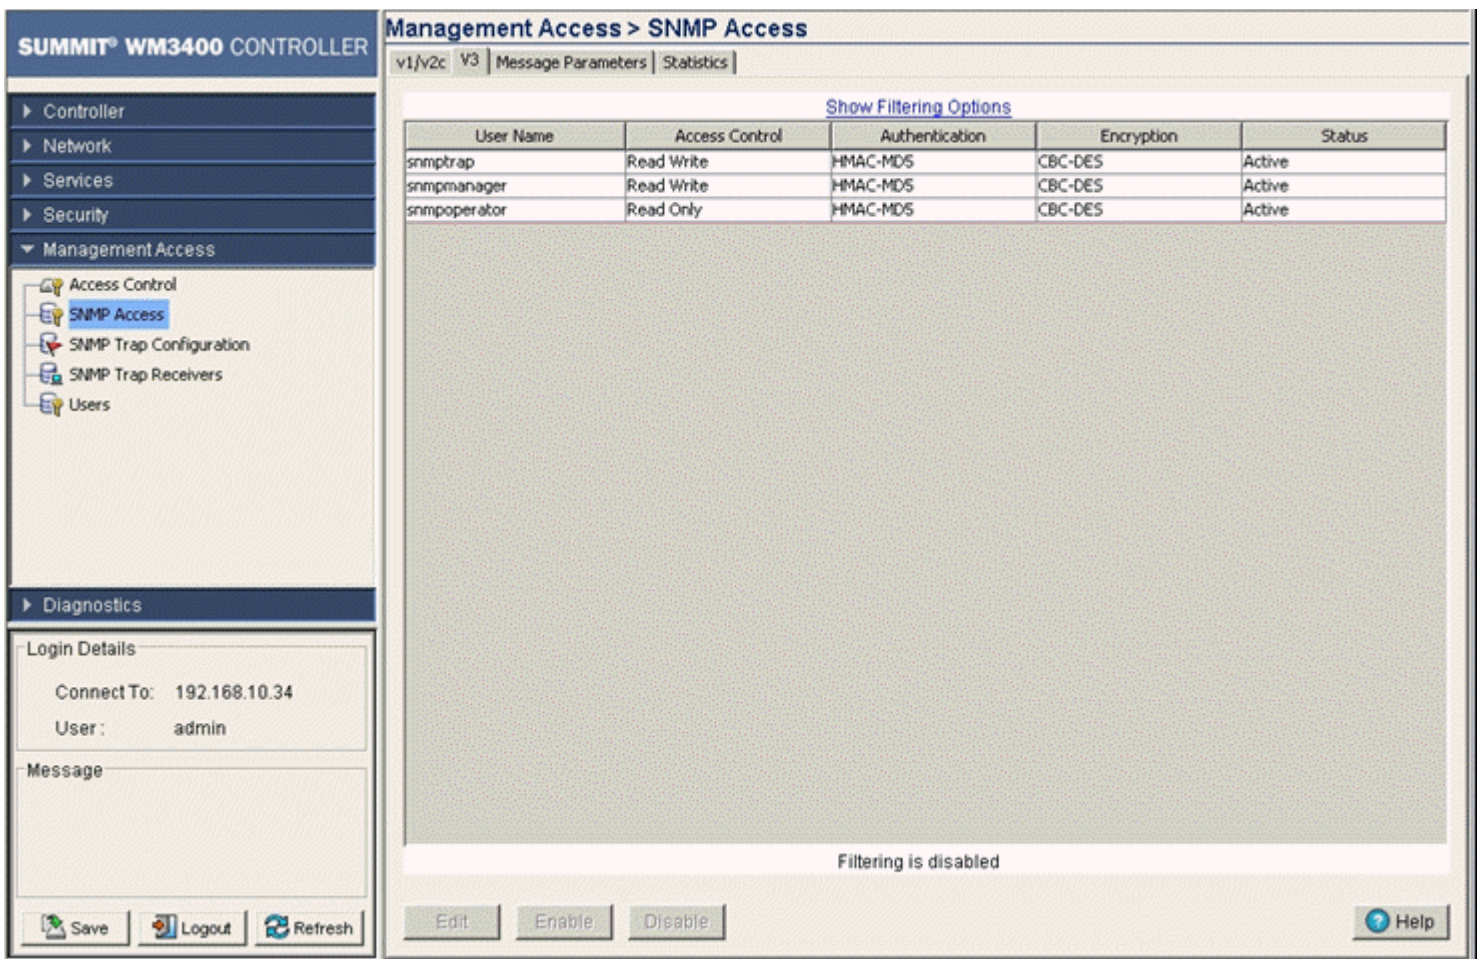 SUMMIT® WM3400 CONTROLLER
Controller
Network
Services
Security
Management Access
Access Control
SNMP Access
SNMP Trap Configuration
SNMP Trap Receivers
Users
Diagnostics
Login Details
Connect To: 192.168.10.34
User : admin
Message
Save Logout Refresh
Management Access > SNMP Access
v1/v2c V3 Message Parameters Statistics
Show Filtering Options
User Name Access Control Authentication Encryption Status
snmptrap Read Write HMAC-MD5 CBC-DES Active
snmpmanager Read Write HMAC-MD5 CBC-DES Active
snmpoperator Read Only HMAC-MD5 CBC-DES Active
Filtering is disabled
Edit Enable Disable Help